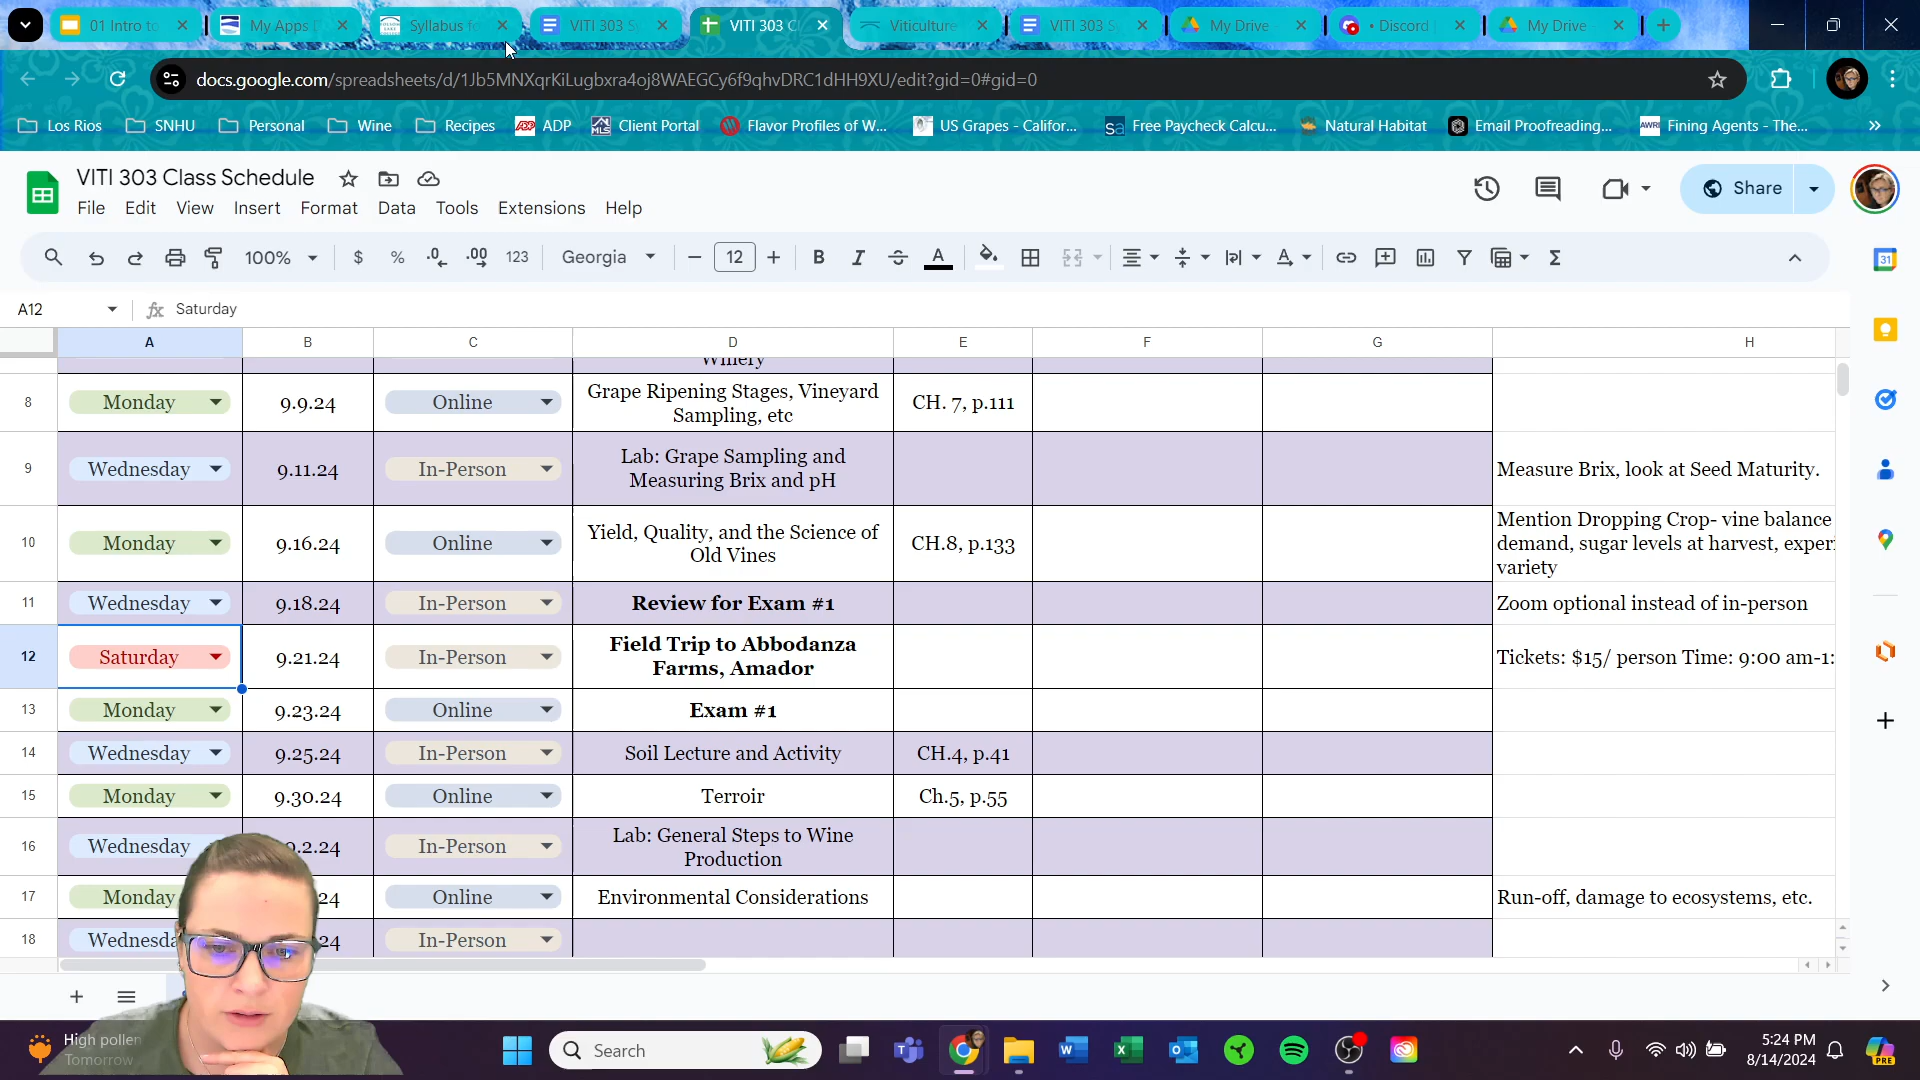 01 Intro to
My Apps D
Syllabus fo
VITI 303 Sy
VITI 303 Cl
Viticulture
VITI 303 S
My Drive
• Discord
My Drive
docs.google.com/spreadsheets/d/1Jb5MNXqrKiLugbxra4oj8WAEGCy6f9qhvDRC1dHH9XU/edit?gid=0#gid=0
Los Rios
SNHU
Personal
Wine
Recipes
ADP
Client Portal
Flavor Profiles of W...
US Grapes - Califor...
Free Paycheck Calcu...
Natural Habitat
Email Proofreading...
AWRI
Fining Agents - The...
VITI 303 Class Schedule
File Edit View Insert Format Data Tools Extensions Help
Share
100% $ % .0 .00 123 Georgia 12 B I A
A12 Saturday
A B C D E F G H
Winery
8 Monday 9.9.24 Online Grape Ripening Stages, Vineyard CH. 7, p.111
Sampling, etc
9 Wednesday 9.11.24 In-Person Lab: Grape Sampling and Measure Brix, look at Seed Maturity.
Measuring Brix and pH
10 Monday 9.16.24 Online Yield, Quality, and the Science of CH.8, p.133 Mention Dropping Crop- vine balance
Old Vines demand, sugar levels at harvest, experi
variety
11 Wednesday 9.18.24 In-Person Review for Exam #1 Zoom optional instead of in-person
12 Saturday 9.21.24 In-Person Field Trip to Abbodanza Tickets: $15/ person Time: 9:00 am-1:
Farms, Amador
13 Monday 9.23.24 Online Exam #1
14 Wednesday 9.25.24 In-Person Soil Lecture and Activity CH.4, p.41
15 Monday 9.30.24 Online Terroir Ch.5, p.55
16 Wednesday .2.24 In-Person Lab: General Steps to Wine
Production
17 Monday 24 Online Environmental Considerations Run-off, damage to ecosystems, etc.
18 Wednesda 24 In-Person
High pollen
Tomorrow
Search
5:24 PM
8/14/2024
PRE
31